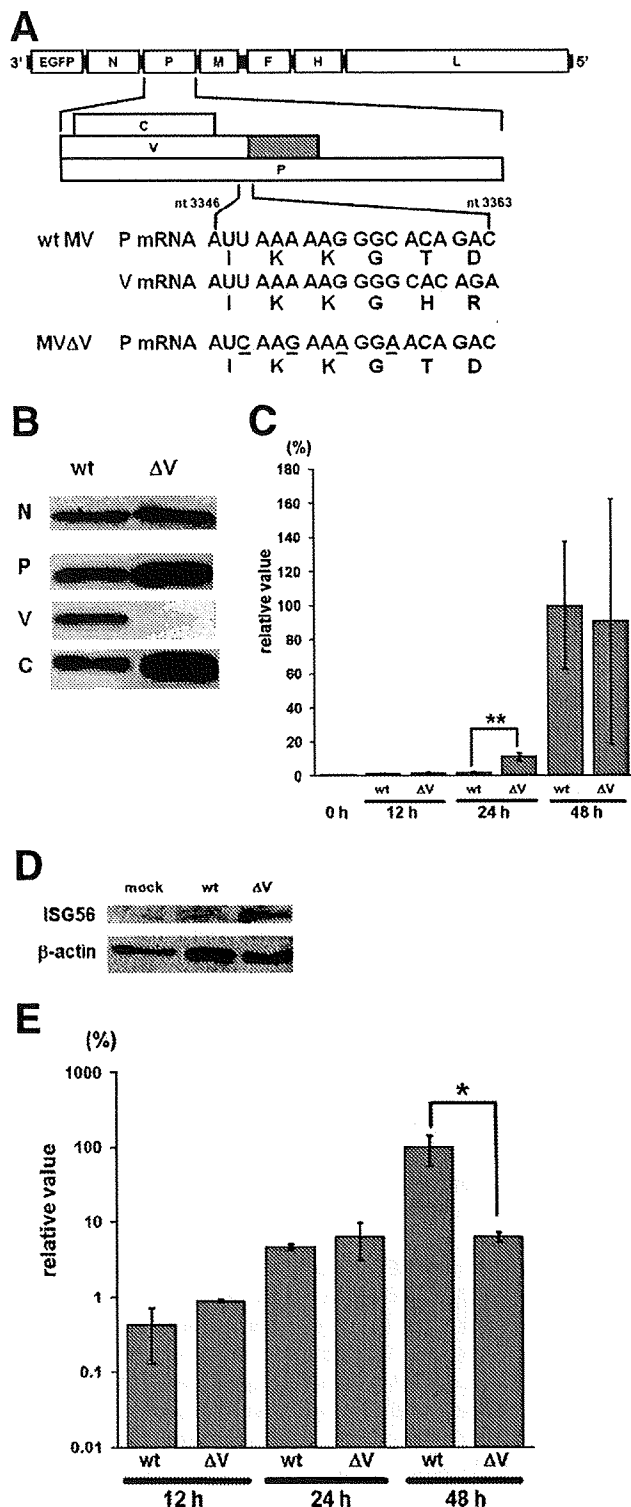 A
3' EGFP N P M F H L 5'
C
V
P
nt 3346 nt 3363
wt MV P mRNA AUU AAA AAG GGC ACA GAC
I K K G T D
V mRNA AUU AAA AAG GGG CAC AGA
I K K G H R
MVΔV P mRNA AUC AAG AAA GGA ACA GAC
I K K G T D
B
wt ΔV
N
P
V
C
C
(%)
relative value
180
160
140
120
100
80
60
40
20
0
**
wt ΔV wt ΔV wt ΔV
0 h 12 h 24 h 48 h
D
mock wt ΔV
ISG56
β-actin
E
(%)
relative value
1000
100
10
1
0.1
0.01
*
wt ΔV wt ΔV wt ΔV
12 h 24 h 48 h